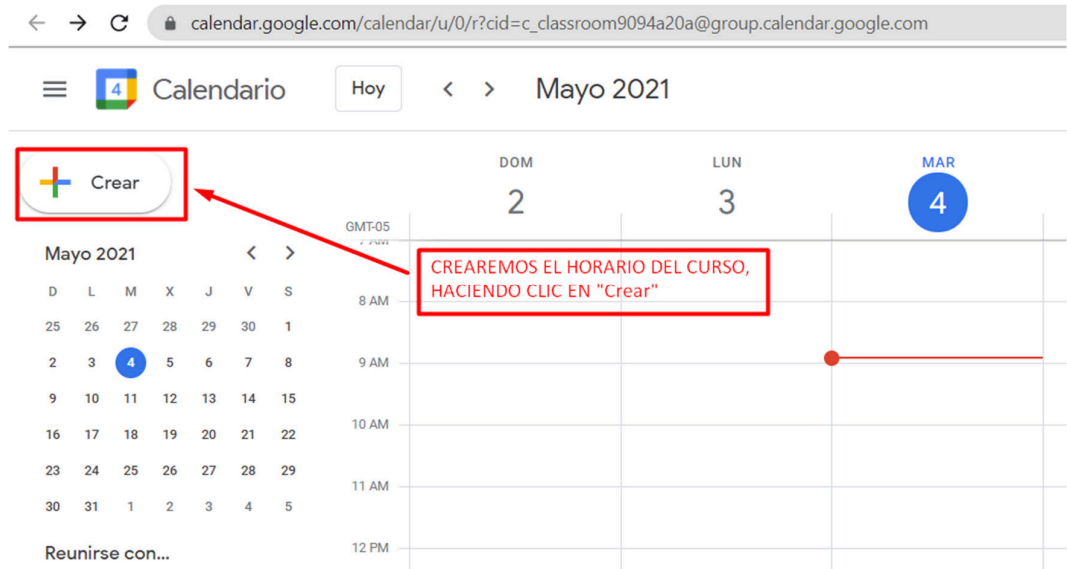 calendar.google.com/calendar/u/0/r?cid=c_classroom9094a20a@group.calendar.google.com
4 Calendario Hoy Mayo 2021
Crear
DOM LUN MAR
2 3 4
GMT-05
7 AM
CREAREMOS EL HORARIO DEL CURSO,
HACIENDO CLIC EN "Crear"
Mayo 2021
D L M X J V S
25 26 27 28 29 30 1
2 3 4 5 6 7 8
9 10 11 12 13 14 15
16 17 18 19 20 21 22
23 24 25 26 27 28 29
30 31 1 2 3 4 5
Reunirse con...
8 AM
9 AM
10 AM
11 AM
12 PM